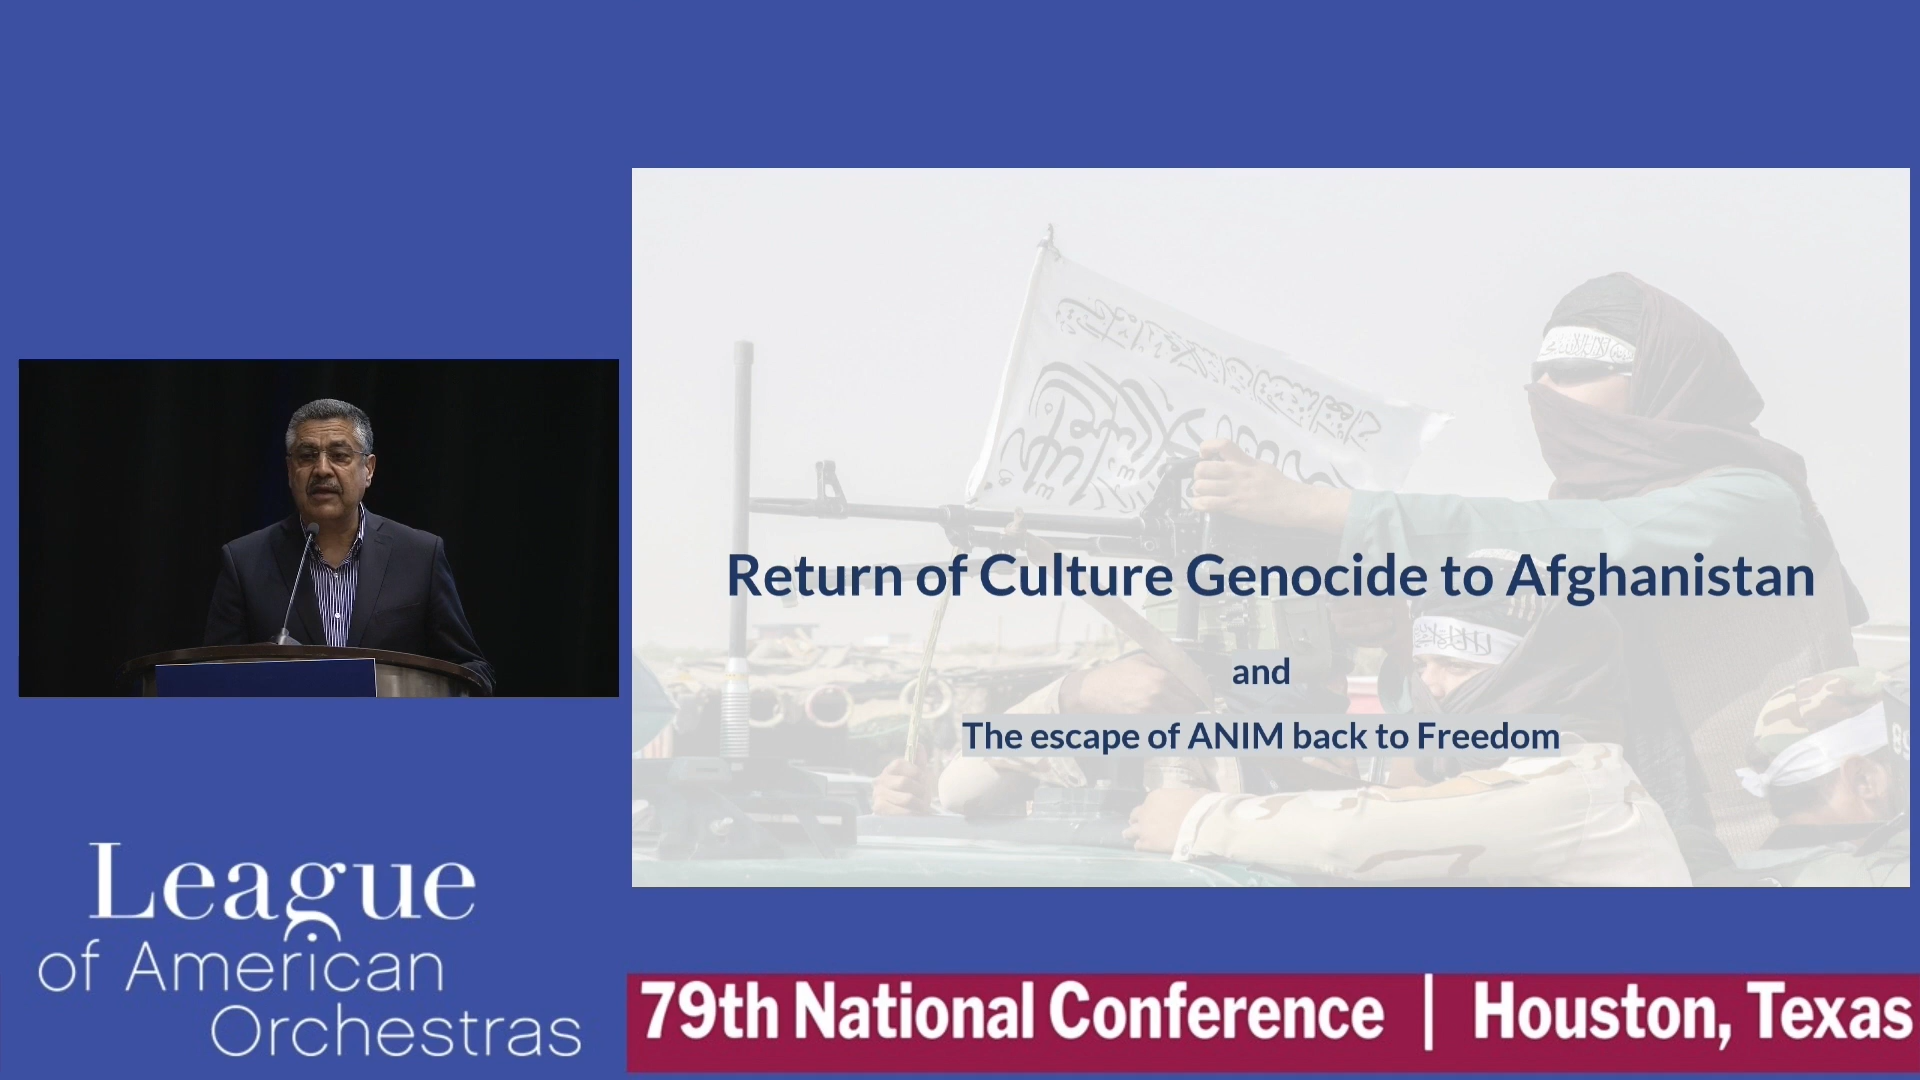 Return of Culture Genocide to Afghanistan
and
The escape of ANIM back to Freedom
League
of American
Orchestras
79th National Conference | Houston, Texas